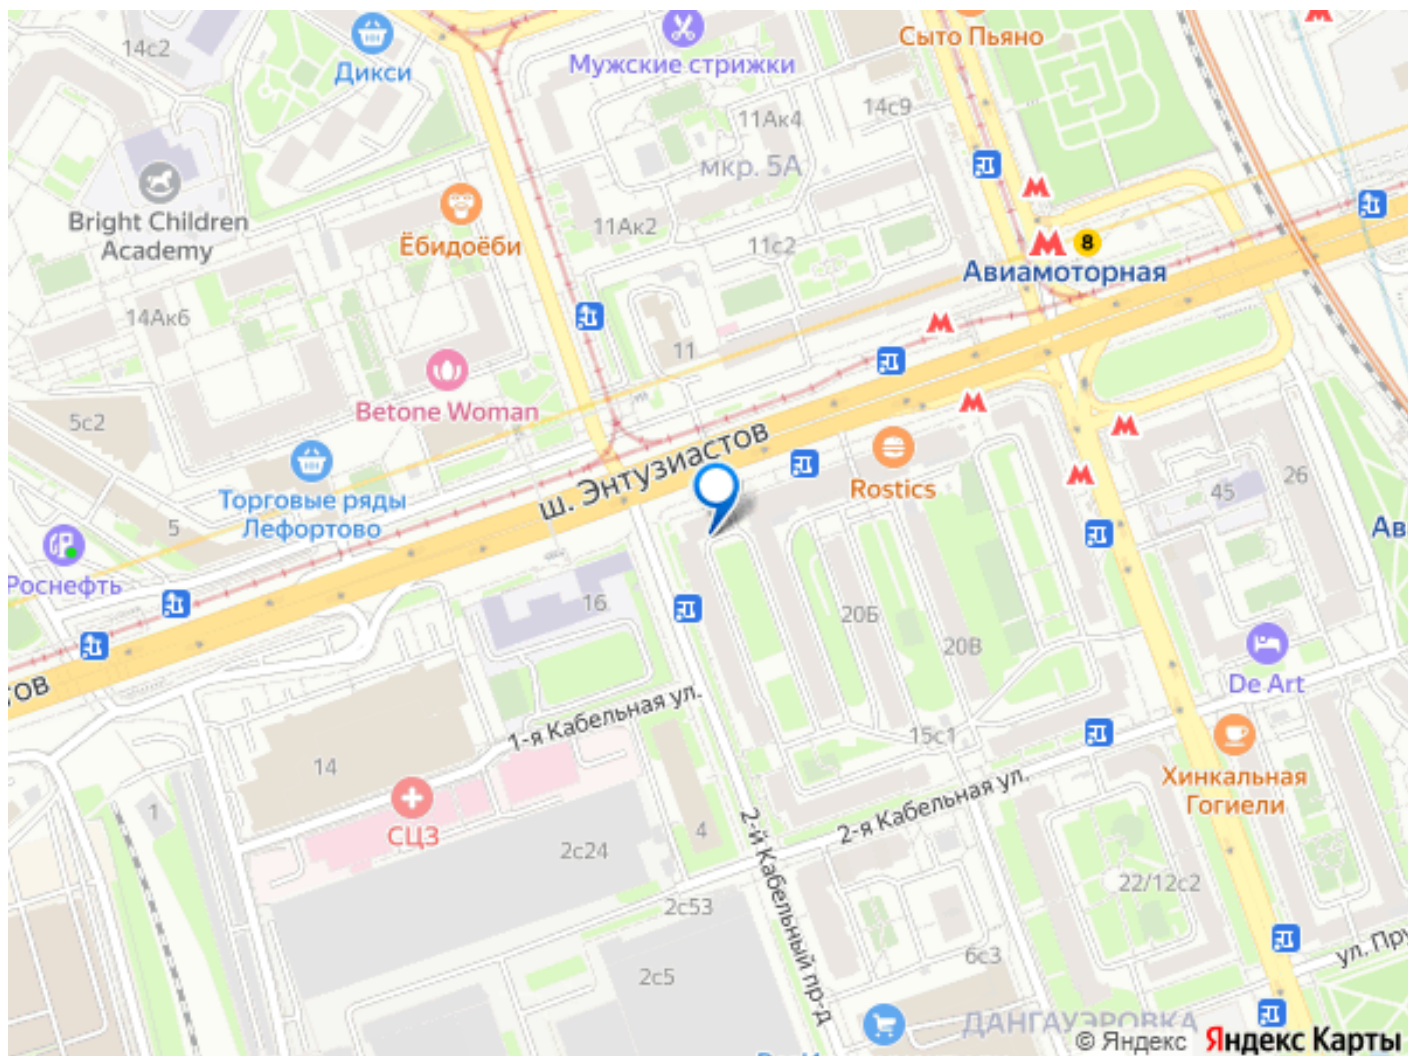 14с2
Дикси
Мужские стрижки
Сыто Пьяно
14с9
11Ак4
мкр. 5А
Bright Children
Academy
Ёбидоёби
11Ак2
11с2
8
Авиамоторная
14Ак6
11
Betone Woman
5с2
ш. Энтузиастов
Rostics
Торговые ряды
Лефортово
5
45
26
Ав
Роснефть
16
20Б
20В
De Art
тов
1-я Кабельная ул.
15с1
14
1
СЦЗ
2-я Кабельная ул.
Хинкальная
Гогиели
4
2с24
2-й Кабельный пр-д
22/12с2
2с53
2с5
6с3
ул. Пру
ДАНГАУЭРОВКА
© Яндекс Яндекс Карты